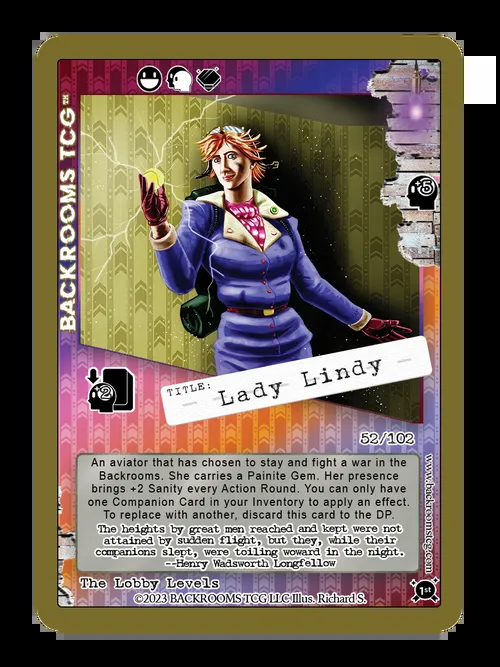 BACKROOMS TCG™
+5
2
TITLE:
Lady Lindy
52/102
An aviator that has chosen to stay and fight a war in the
Backrooms. She carries a Painite Gem. Her presence
brings +2 Sanity every Action Round. You can only have
one Companion Card in your Inventory to apply an effect.
To replace with another, discard this card to the DP.
The heights by great men reached and kept were not
attained by sudden flight, but they, while their
companions slept, were toiling woward in the night.
--Henry Wadsworth Longfellow
www.backroomstcg.com
The Lobby Levels
©2023 BACKROOMS TCG LLC Illus. Richard S.
1st